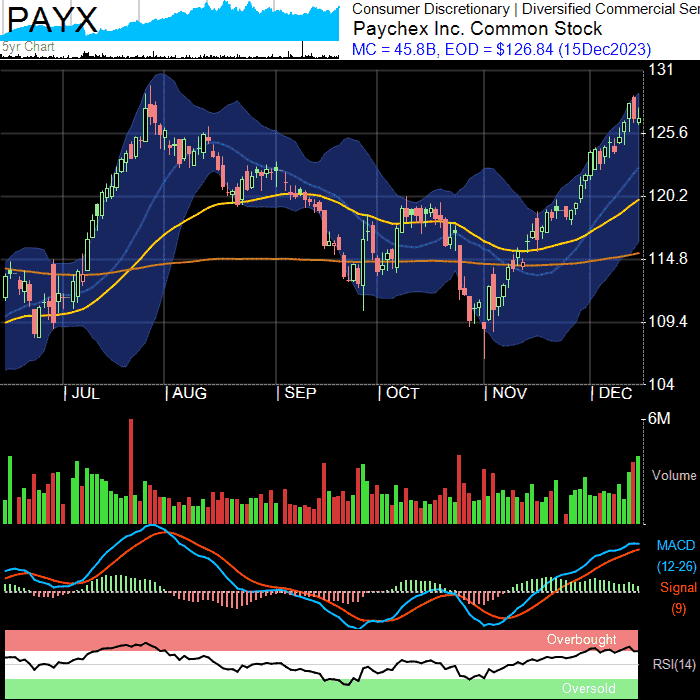 PAYX
5yr Chart
Consumer Discretionary | Diversified Commercial Ser
Paychex Inc. Common Stock
MC = 45.8B, EOD = $126.84 (15Dec2023)
131
125.6
120.2
114.8
109.4
104
JUL AUG SEP OCT NOV DEC
6M
Volume
MACD
(12-26)
Signal
(9)
Overbought
RSI(14)
Oversold